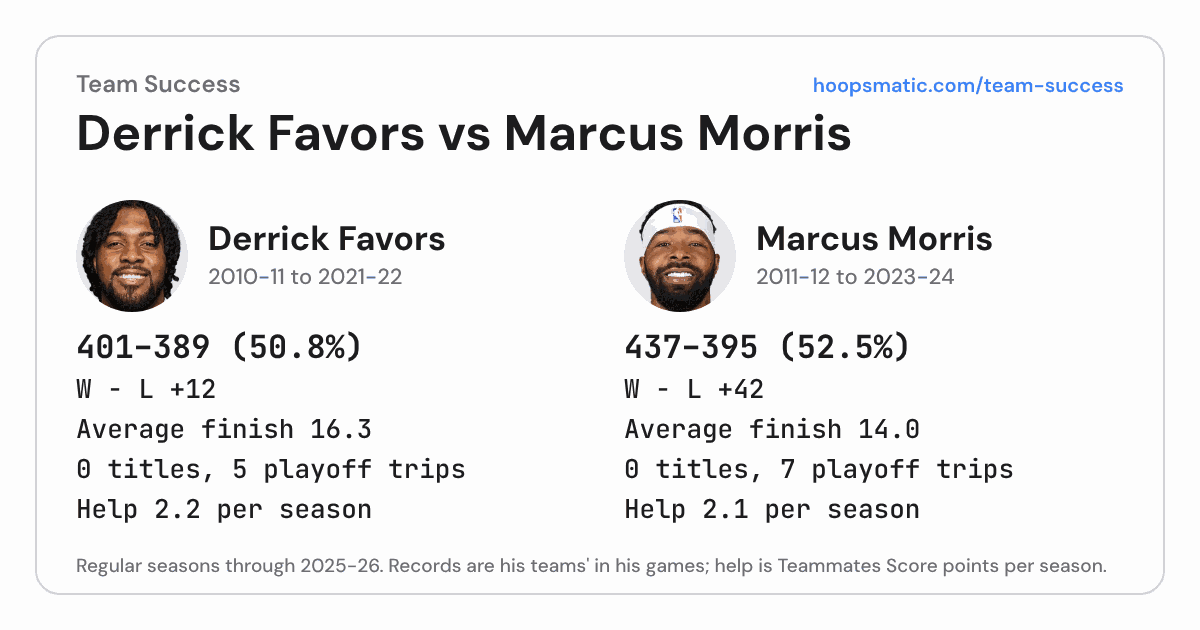 Team Success
hoopsmatic.com/team-success
Derrick Favors vs Marcus Morris
Derrick Favors
2010-11 to 2021-22
401-389 (50.8%)
W - L +12
Average finish 16.3
0 titles, 5 playoff trips
Help 2.2 per season
Marcus Morris
2011-12 to 2023-24
437-395 (52.5%)
W - L +42
Average finish 14.0
0 titles, 7 playoff trips
Help 2.1 per season
Regular seasons through 2025-26. Records are his teams' in his games; help is Teammates Score points per season.